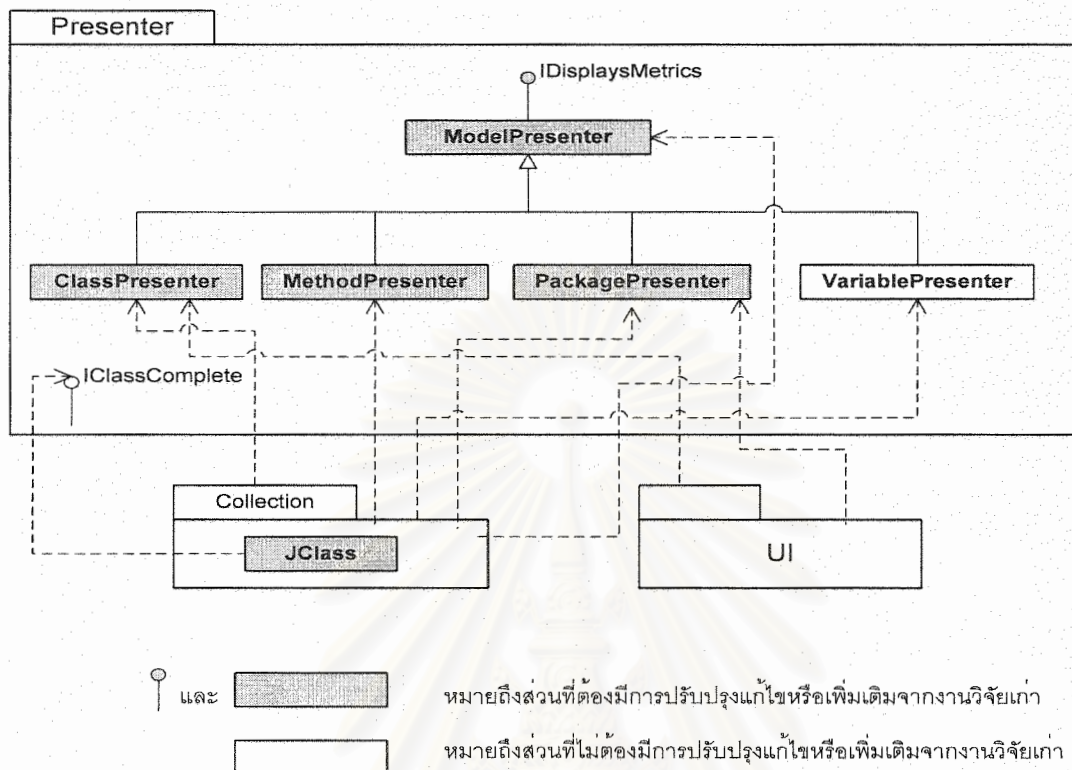 Presenter
IDisplaysMetrics
ModelPresenter
ClassPresenter
MethodPresenter
PackagePresenter
VariablePresenter
IClassComplete
Collection
JClass
UI
และ
หมายถึงส่วนที่ต้องมีการปรับปรุงแก้ไขหรือเพิ่มเติมจากงานวิจัยเก่า
หมายถึงส่วนที่ไม่ต้องมีการปรับปรุงแก้ไขหรือเพิ่มเติมจากงานวิจัยเก่า